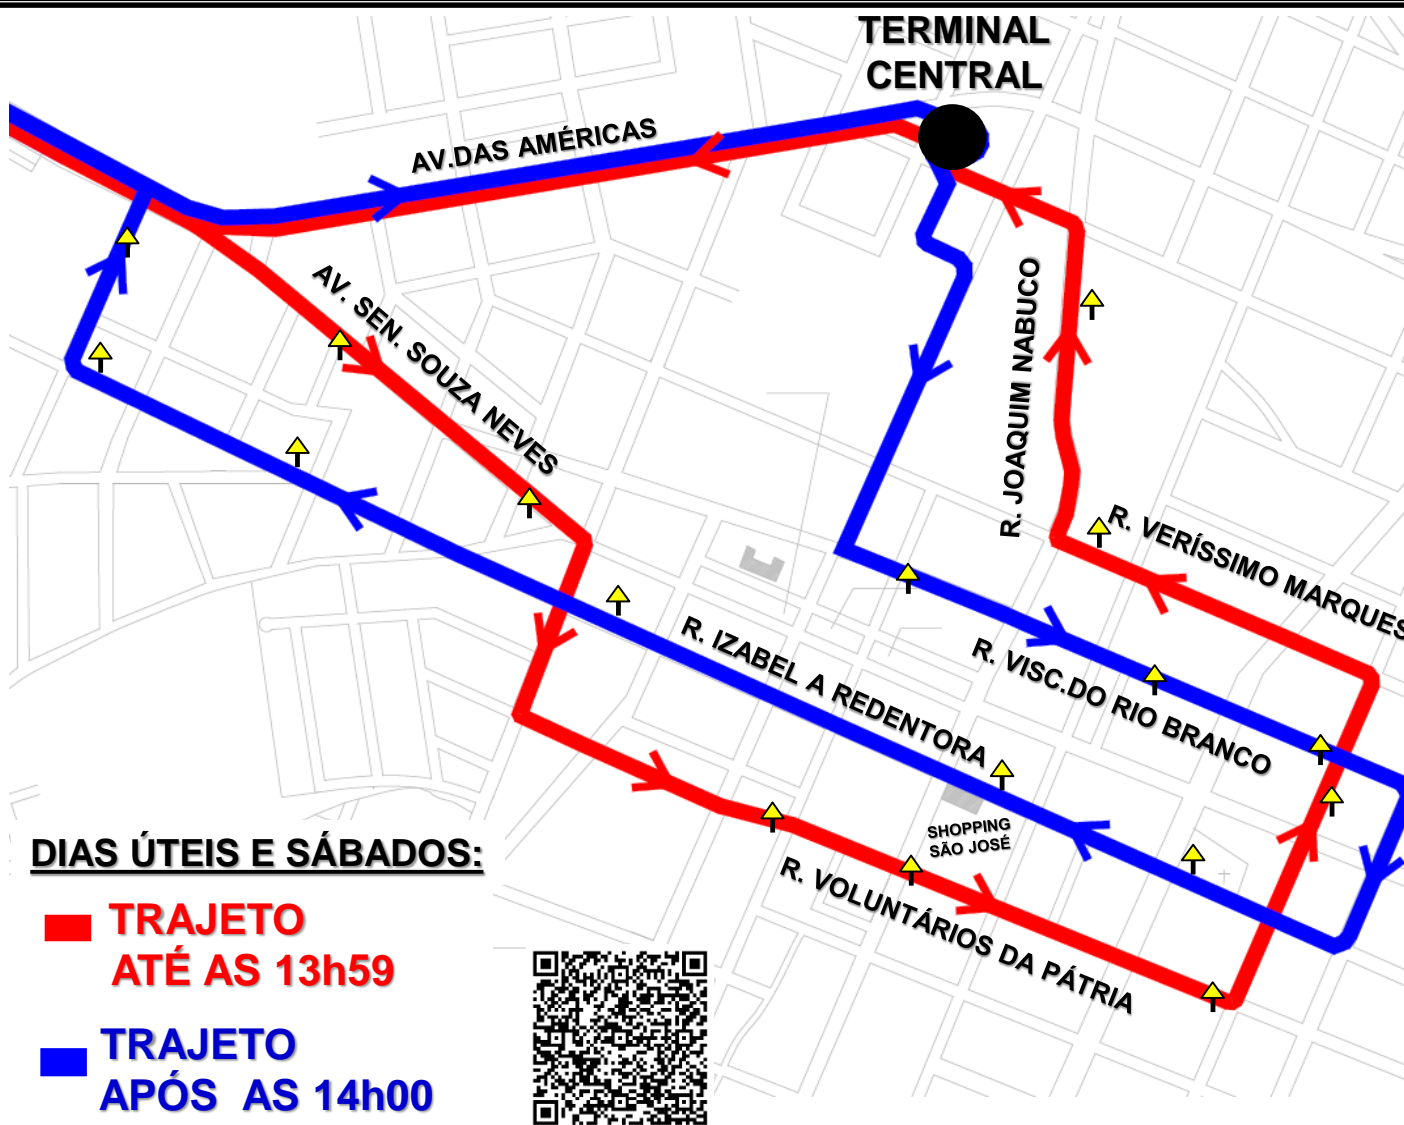 TERMINAL
CENTRAL
AV.DAS AMÉRICAS
AV. SEN. SOUZA NEVES
R. JOAQUIM NABUCO
R. VERÍSSIMO MARQUES
R. IZABEL A REDENTORA
R. VISC.DO RIO BRANCO
SHOPPING
SÃO JOSÉ
R. VOLUNTÁRIOS DA PÁTRIA
DIAS ÚTEIS E SÁBADOS:
TRAJETO
ATÉ AS 13h59
TRAJETO
APÓS AS 14h00